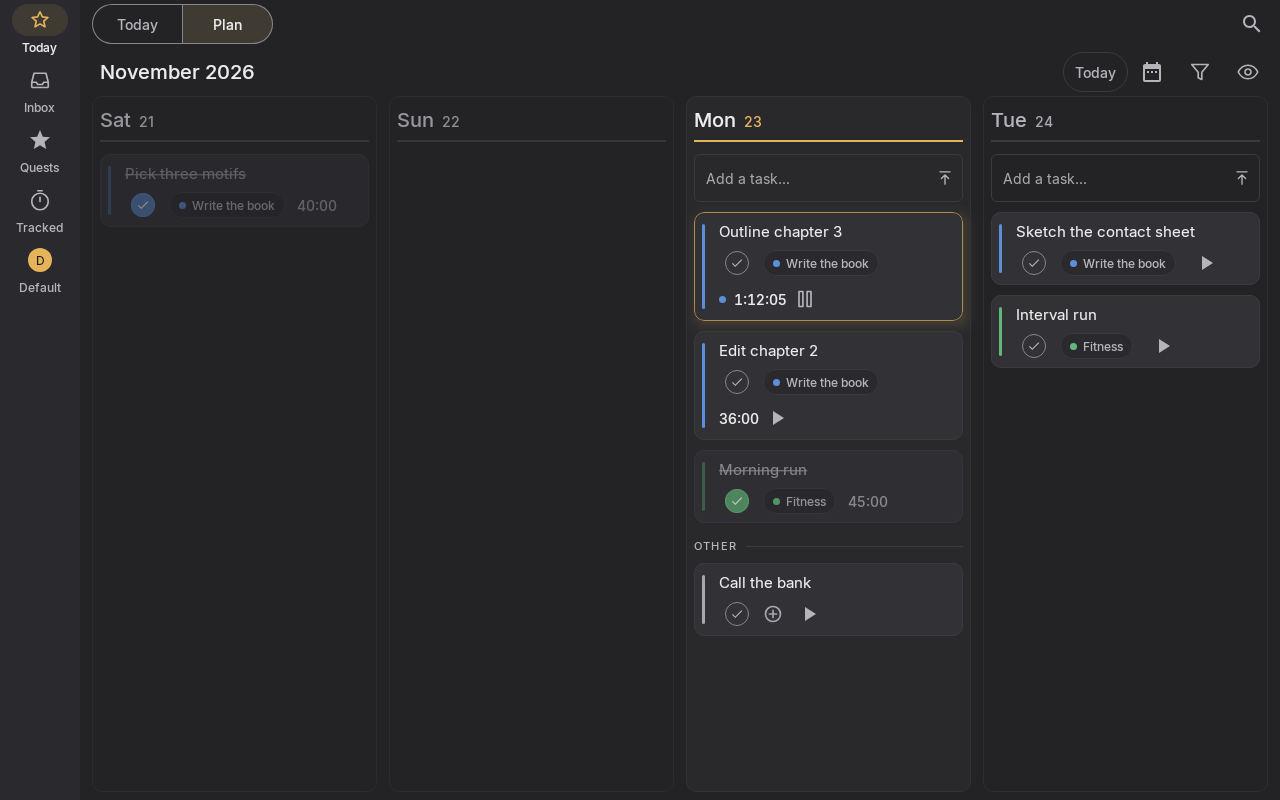 Today
Inbox
Quests
Tracked
D
Default
Today
Plan
November 2026
Today
Sat 21
Pick three motifs
Write the book 40:00
Sun 22
Mon 23
Add a task...
Outline chapter 3
Write the book
1:12:05
Edit chapter 2
Write the book
36:00
Morning run
Fitness 45:00
OTHER
Call the bank
Tue 24
Add a task...
Sketch the contact sheet
Write the book
Interval run
Fitness